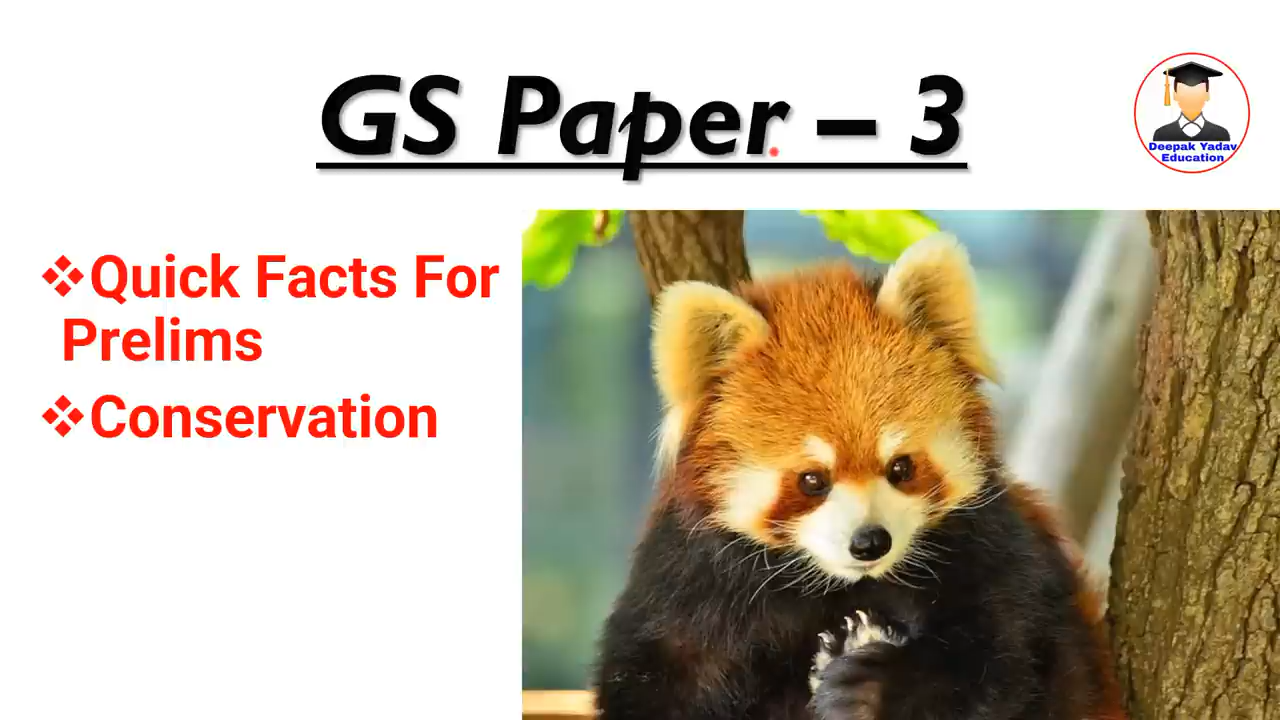 GS Paper – 3
Deepak Yadav
Education
❖Quick Facts For
Prelims
❖Conservation